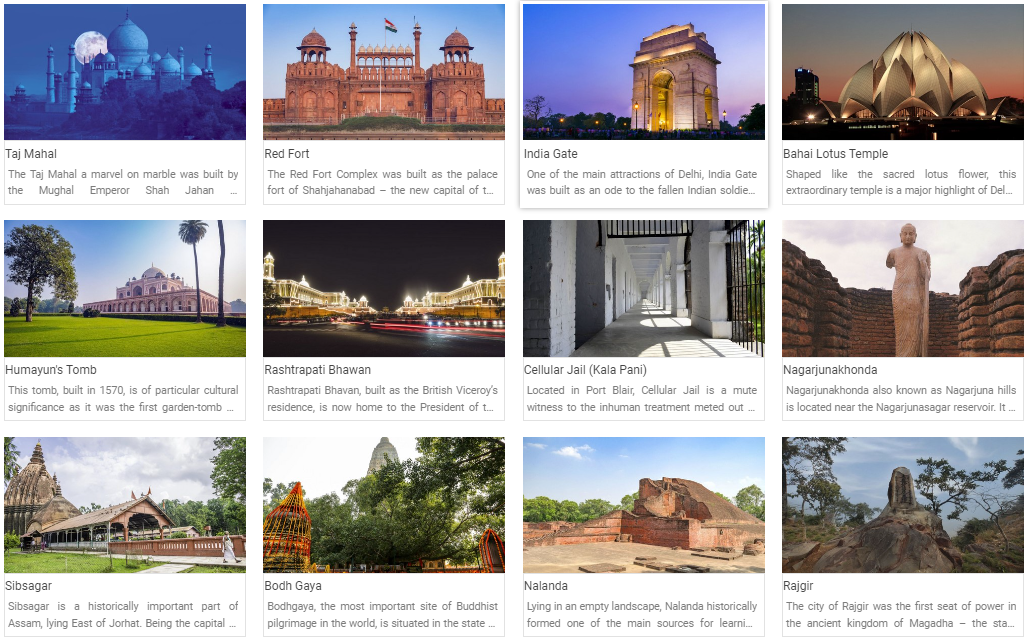 Taj Mahal
The Taj Mahal a marvel on marble was built by
the Mughal Emperor Shah Jahan ...
Red Fort
The Red Fort Complex was built as the palace
fort of Shahjahanabad – the new capital of t...
India Gate
One of the main attractions of Delhi, India Gate
was built as an ode to the fallen Indian soldie...
Bahai Lotus Temple
Shaped like the sacred lotus flower, this
extraordinary temple is a major highlight of Del...
Humayun's Tomb
This tomb, built in 1570, is of particular cultural
significance as it was the first garden-tomb ...
Rashtrapati Bhawan
Rashtrapati Bhavan, built as the British Viceroy's
residence, is now home to the President of t...
Cellular Jail (Kala Pani)
Located in Port Blair, Cellular Jail is a mute
witness to the inhuman treatment meted out ...
Nagarjunakhonda
Nagarjunakhonda also known as Nagarjuna hills
is located near the Nagarjunasagar reservoir. It ...
Sibsagar
Sibsagar is a historically important part of
Assam, lying East of Jorhat. Being the capital ...
Bodh Gaya
Bodhgaya, the most important site of Buddhist
pilgrimage in the world, is situated in the state ...
Nalanda
Lying in an empty landscape, Nalanda historically
formed one of the main sources for learni...
Rajgir
The city of Rajgir was the first seat of power in
the ancient kingdom of Magadha – the sta...